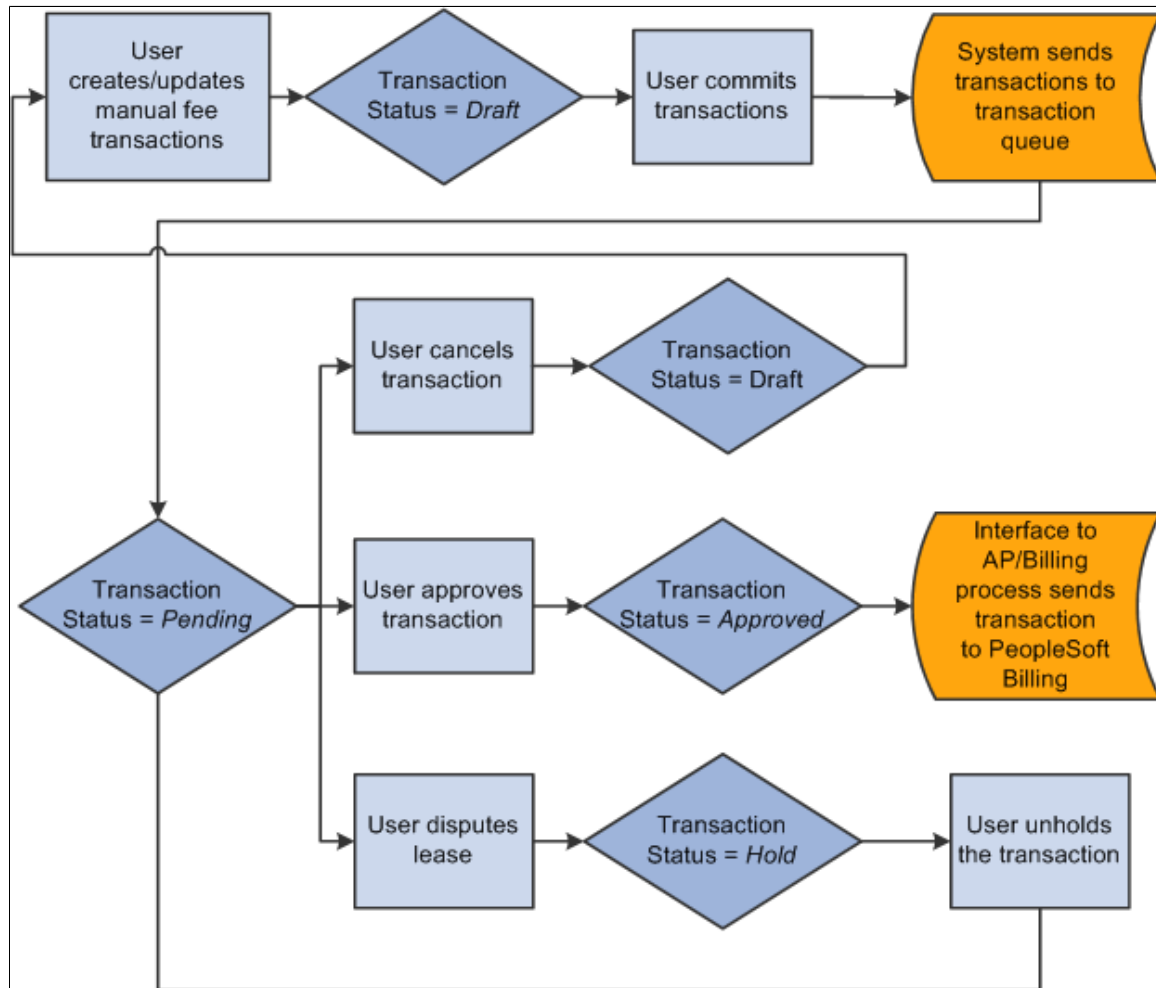 User
creates/updates
manual fee
transactions
Transaction
Status = Draft
User commits
transactions
System sends
transactions to
transaction
queue
User cancels
transaction
Transaction
Status = Draft
Transaction
Status = Pending
User approves
transaction
Transaction
Status = Approved
Interface to
AP/Billing
process sends
transaction
to PeopleSoft
Billing
User disputes
lease
Transaction
Status = Hold
User unholds
the transaction